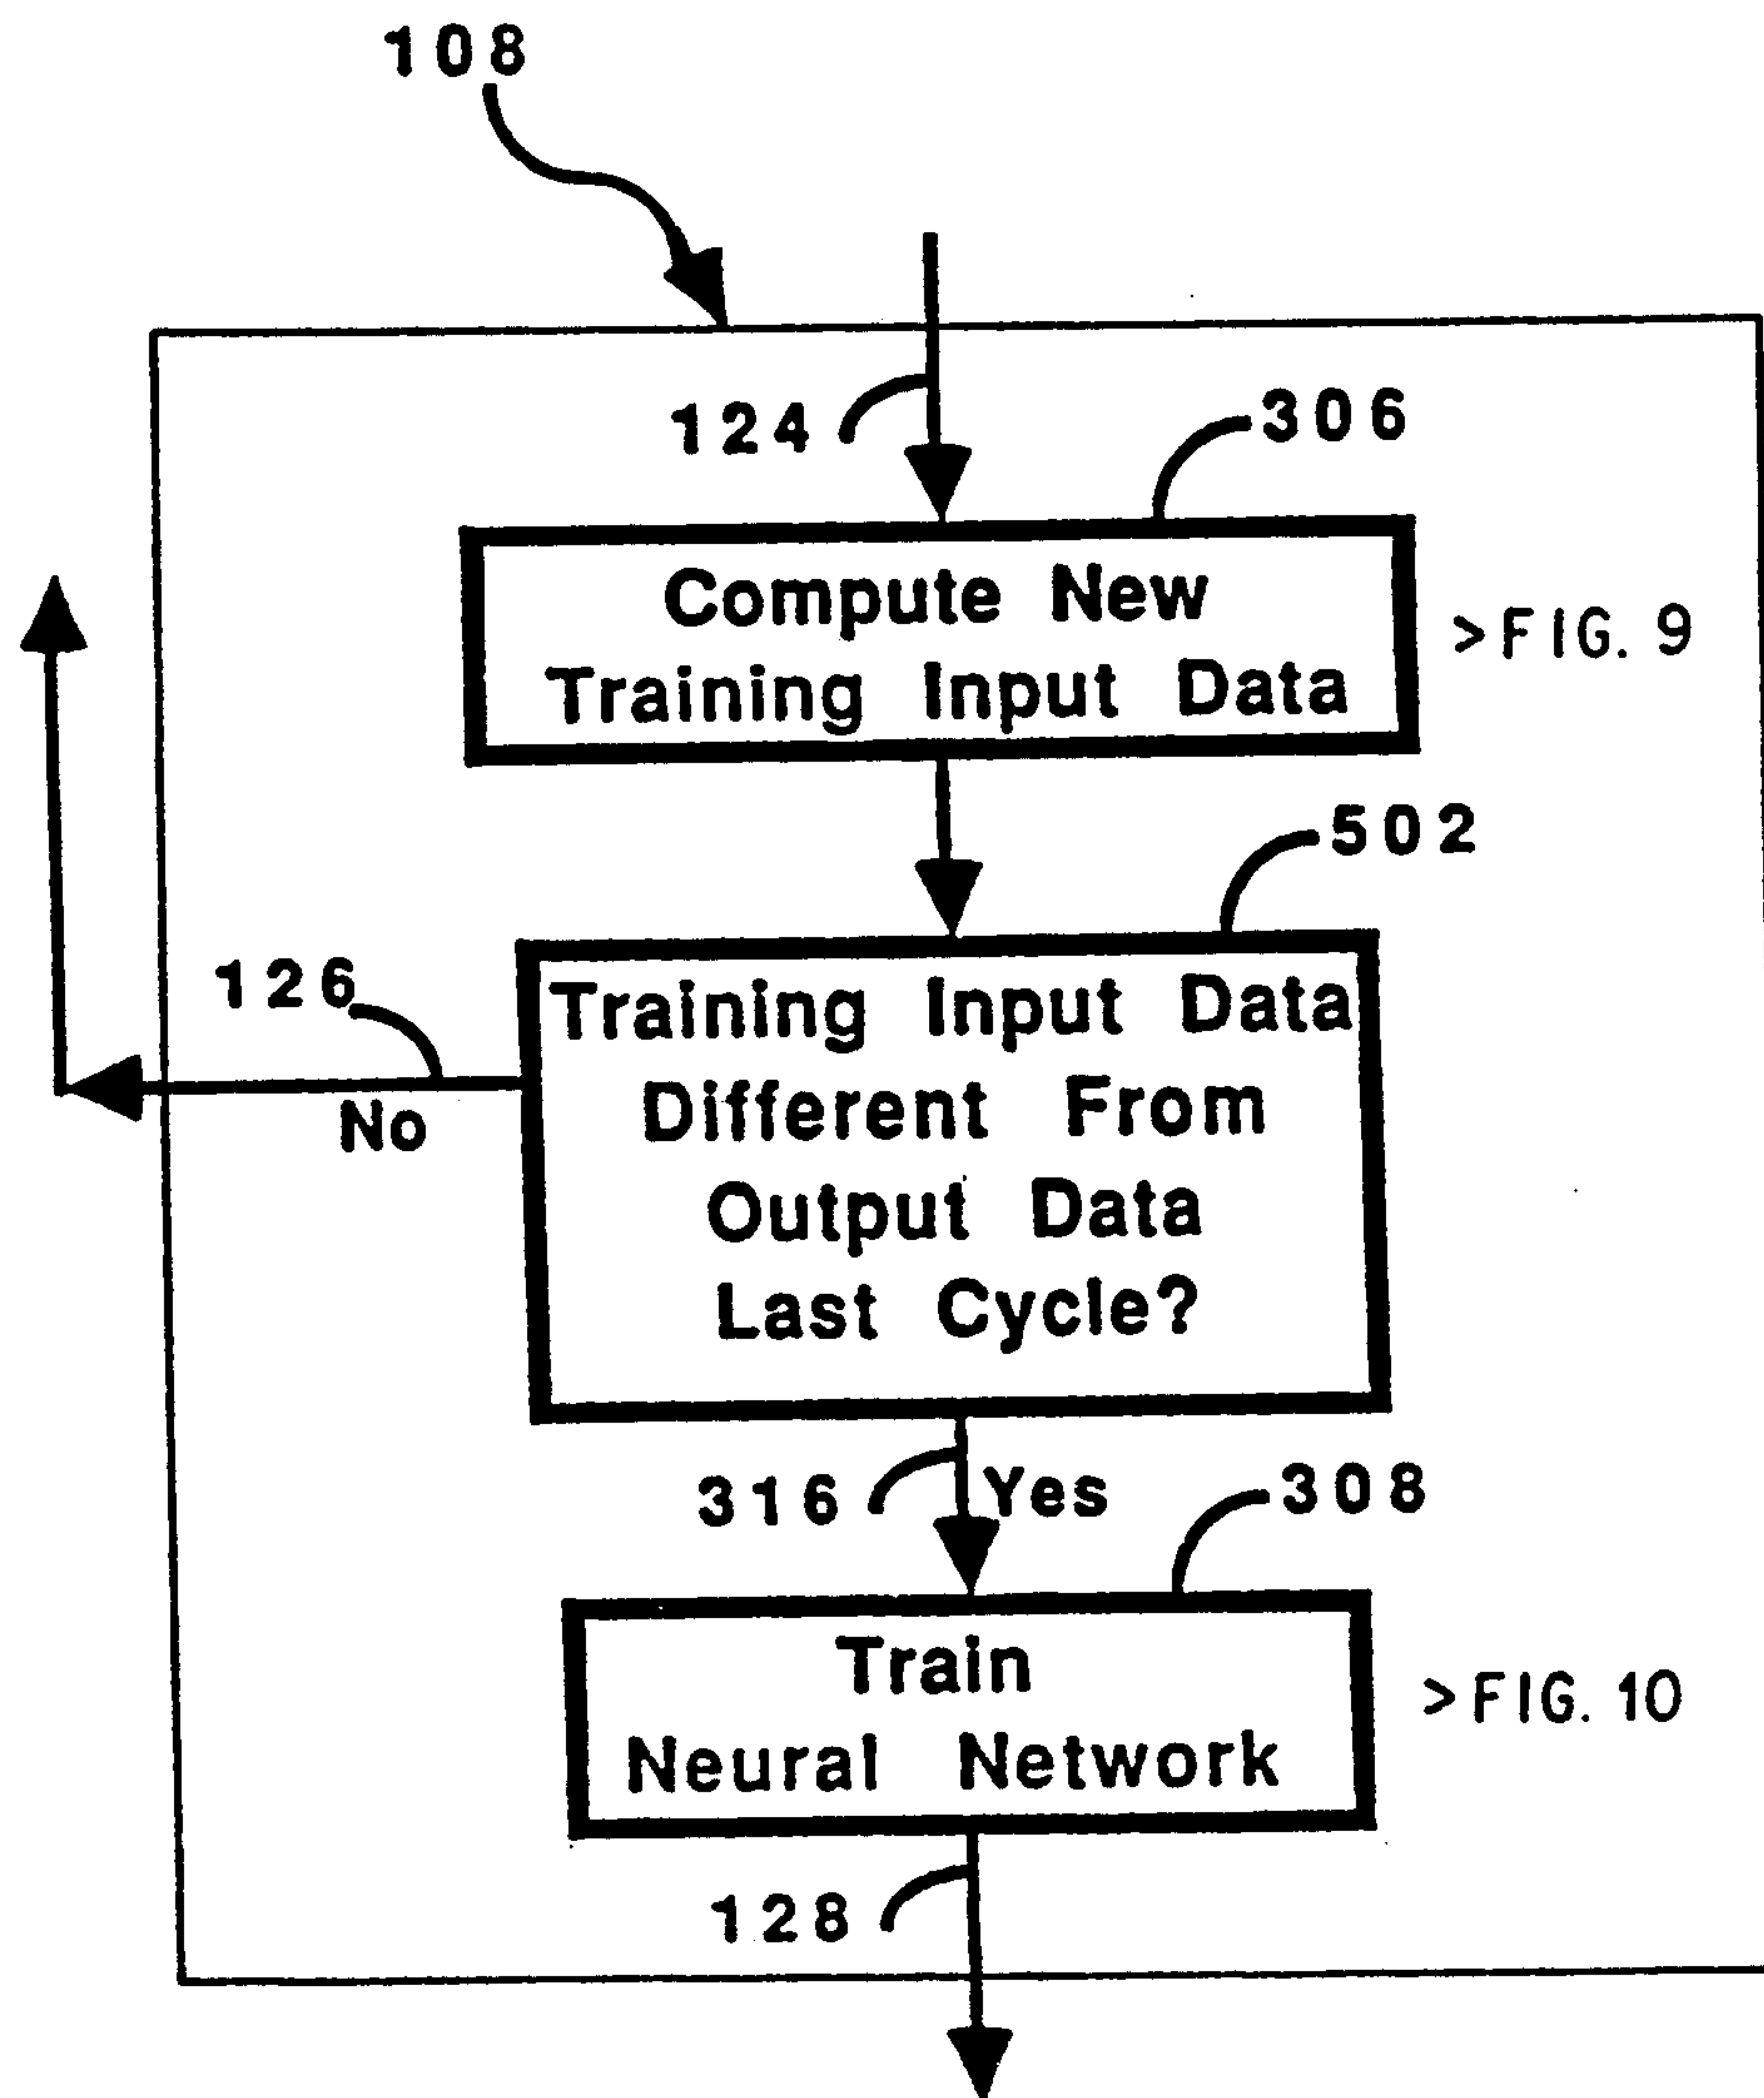 108
124
306
Compute New
Training Input Data
>FIG. 9
502
126
Training Input Data
Different From
Output Data
Last Cycle?
No
316
Yes
308
Train
Neural Network
>FIG. 10
128